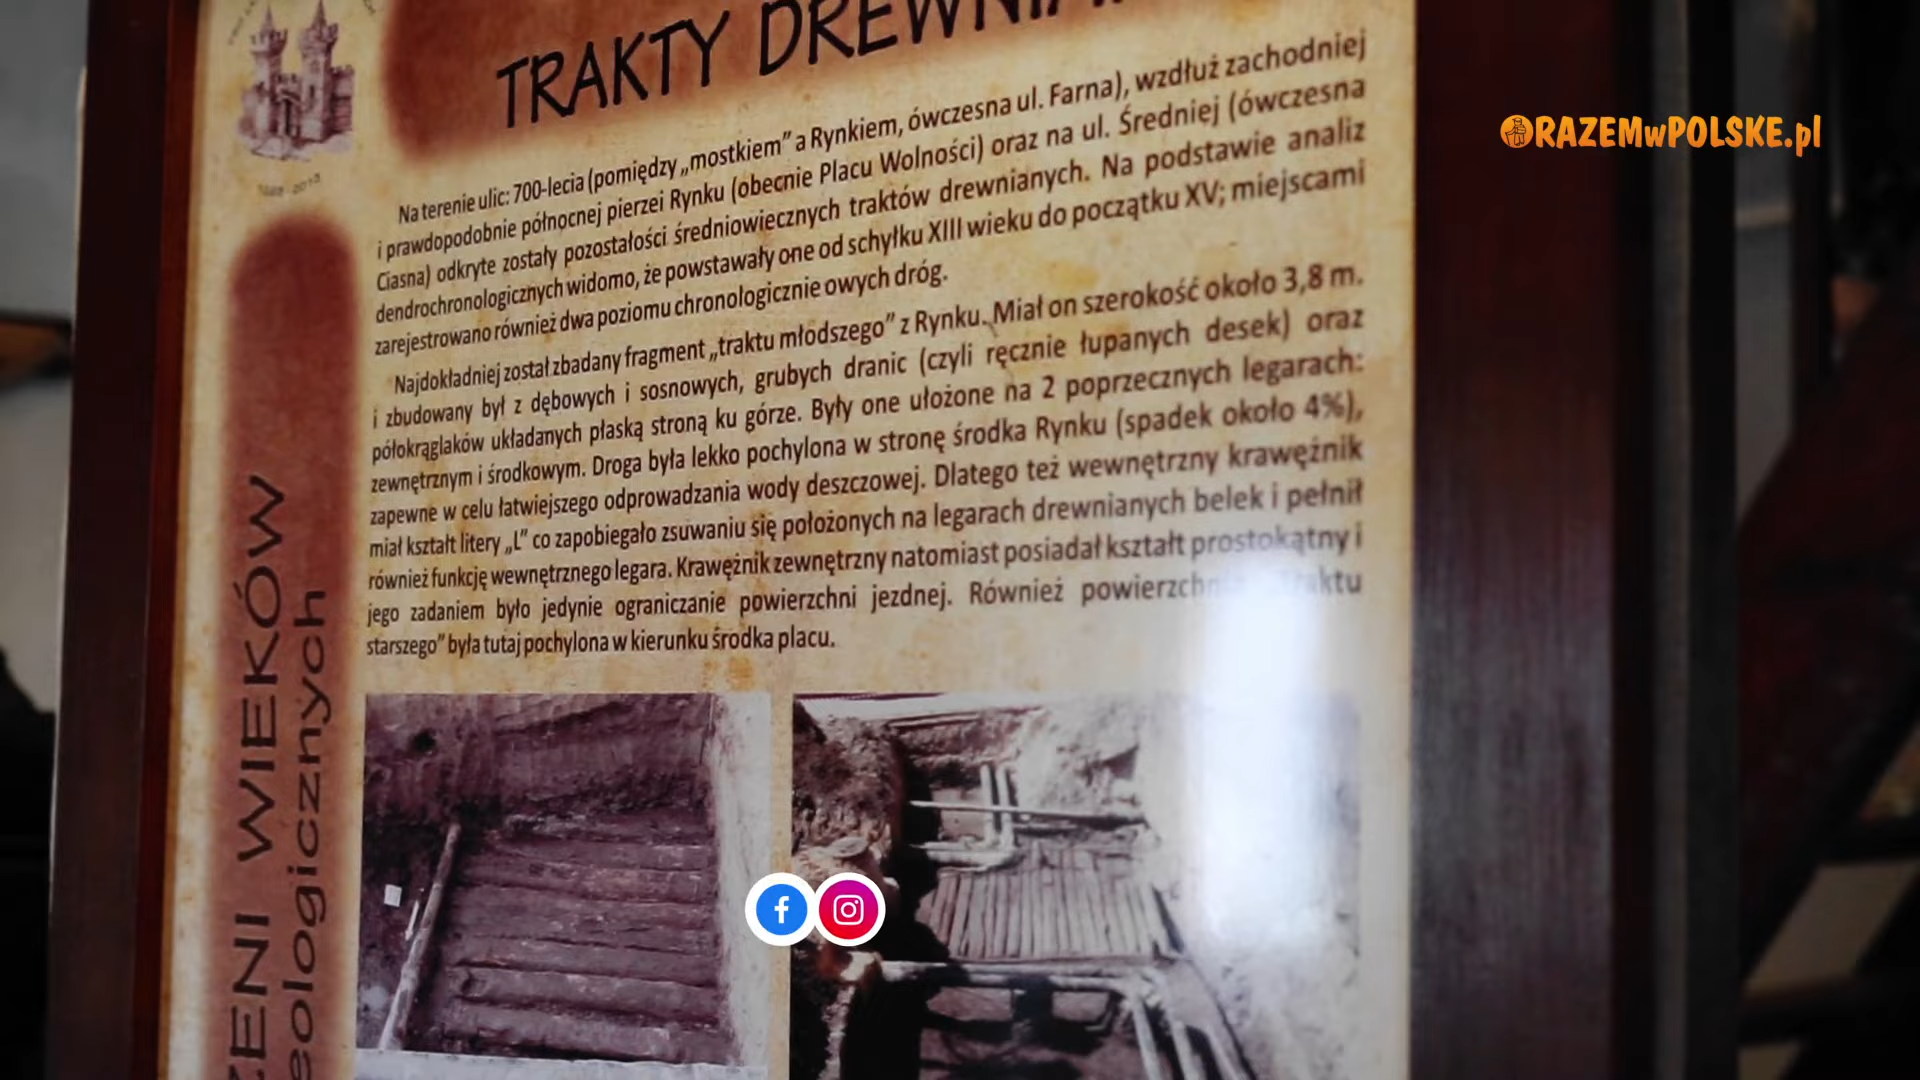 TRAKTY
RAZEMwPOLSKE.pl
Na terenie ulic: 700-lecia (pomiędzy „mostkiem” a Rynkiem, ówczesna ul. Farna), wzdłuż zachodniej
i prawdopodobnie północnej pierzei Rynku (obecnie Placu Wolności) oraz na ul. Średniej (ówczesna
Ciasna) odkryte zostały pozostałości średniowiecznych traktów drewnianych. Na podstawie analiz
dendrochronologicznych widomo, że powstawały one od schyłku XIII wieku do początku XV; miejscami
zarejestrowano również dwa poziomu chronologicznie owych dróg.
Najdokładniej został zbadany fragment „traktu młodszego” z Rynku. Miał on szerokość około 3,8 m.
i zbudowany był z dębowych i sosnowych, grubych dranic (czyli ręcznie łupanych desek) oraz
półokrąglaków układanych płaską stroną ku górze. Były one ułożone na 2 poprzecznych legarach:
zewnętrznym i środkowym. Droga była lekko pochylona w stronę środka Rynku (spadek około 4%),
zapewne w celu łatwiejszego odprowadzania wody deszczowej. Dlatego też wewnętrzny krawężnik
miał kształt litery „L” co zapobiegało zsuwaniu się położonych na legarach drewnianych belek i pełnił
również funkcję wewnętrznego legara. Krawężnik zewnętrzny natomiast posiadał kształt prostokątny i
jego zadaniem było jedynie ograniczanie powierzchni jezdnej. Również
starszego” była tutaj pochylona w kierunku środka placu.
WIEKÓW